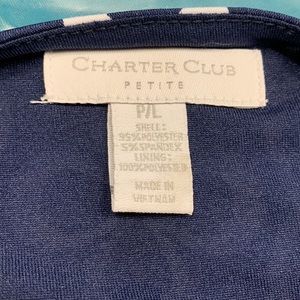 CHARTER CLUB
PETITE
P/L
SHELL:
95%POLYESTER
5%SPANDEX
LINING:
100%POLYESTER
MADE IN
VIETNAM